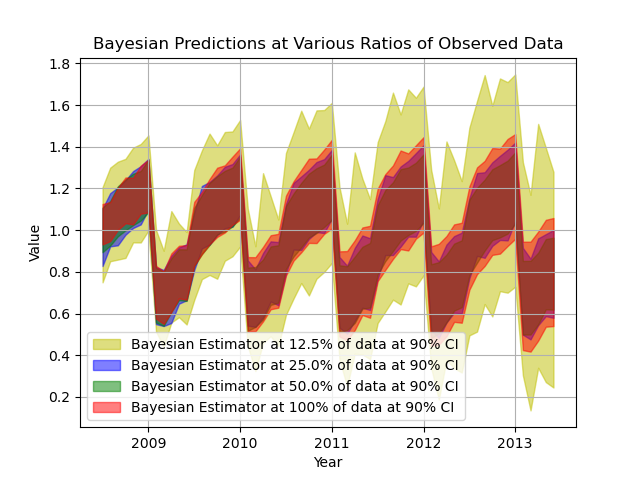 Bayesian Predictions at Various Ratios of Observed Data
1.8
1.6
1.4
1.2
1.0
0.8
0.6
0.4
0.2
Value
Bayesian Estimator at 12.5% of data at 90% CI
Bayesian Estimator at 25.0% of data at 90% CI
Bayesian Estimator at 50.0% of data at 90% CI
Bayesian Estimator at 100% of data at 90% CI
2009 2010 2011 2012 2013
Year